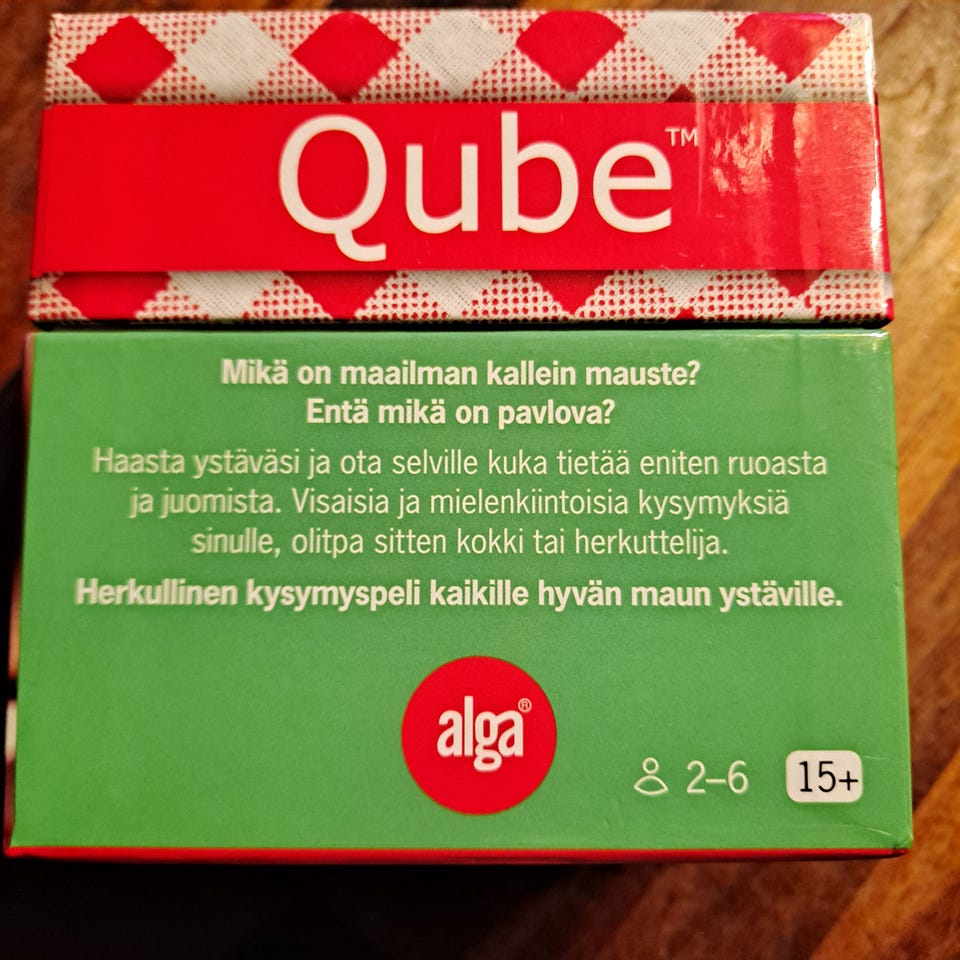 Qube™
Mikä on maailman kallein mauste?
Entä mikä on pavlova?
Haasta ystäväsi ja ota selville kuka tietää eniten ruoasta
ja juomista. Visaisia ja mielenkiintoisia kysymyksiä
sinulle, olitpa sitten kokki tai herkuttelija.
Herkullinen kysymyspeli kaikille hyvän maun ystäville.
alga®
2–6 15+